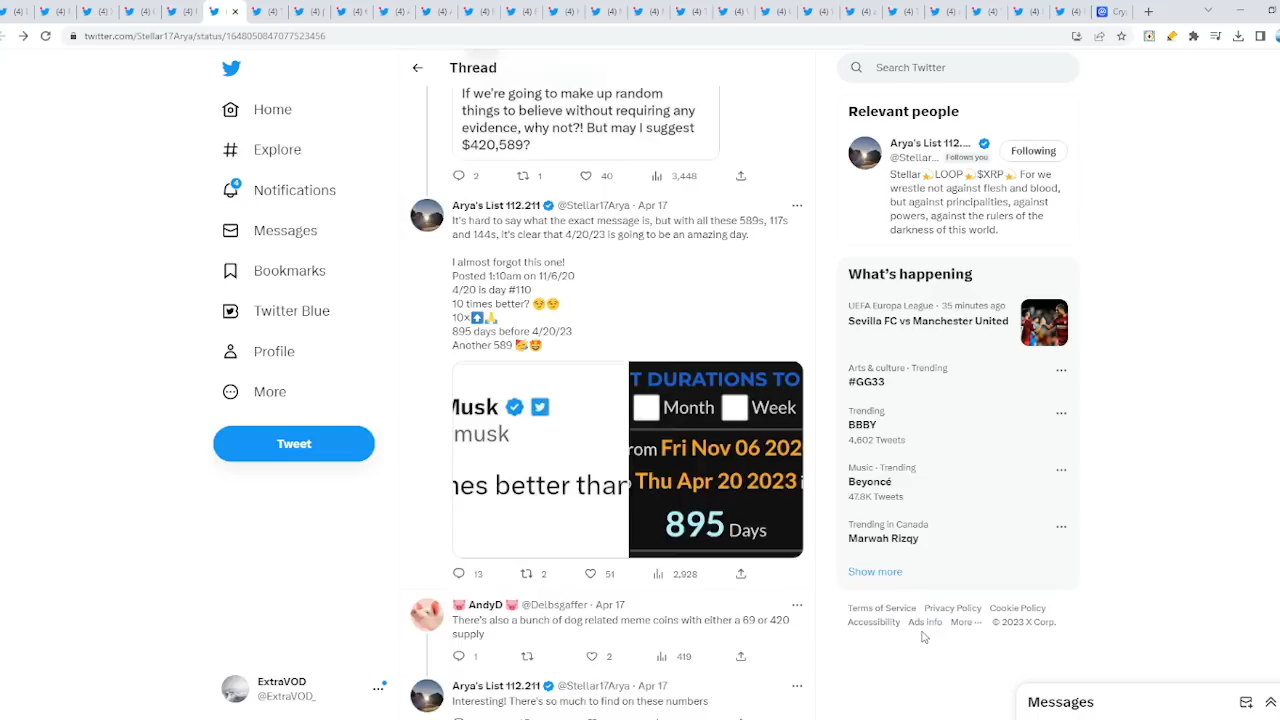 twitter.com/Stellar17Arya/status/1648050847077523456
Home
Explore
4
Notifications
Messages
Bookmarks
Twitter Blue
Profile
More
Tweet
ExtraVOD
@ExtraVOD_
Thread
If we're going to make up random
things to believe without requiring any
evidence, why not?! But may I suggest
$420,589?
2 1 40 3,448
Arya's List 112.211 @Stellar17Arya · Apr 17
It's hard to say what the exact message is, but with all these 589s, 117s
and 144s, it's clear that 4/20/23 is going to be an amazing day.
I almost forgot this one!
Posted 1:10am on 11/6/20
4/20 is day #110
10 times better? 😏😏
10×⬆️🙏
895 days before 4/20/23
Another 589 🥳🤩
Musk
musk
nes better than
T DURATIONS TO
Month Week
rom Fri Nov 06 202
Thu Apr 20 2023 i
895 Days
13 2 51 2,928
🐷 AndyD 🐷 @Delbsgaffer · Apr 17
There's also a bunch of dog related meme coins with either a 69 or 420
supply
1 2 419
Arya's List 112.211 @Stellar17Arya · Apr 17
Interesting! There's so much to find on these numbers
Search Twitter
Relevant people
Arya's List 112....
@Stellar... Follows you
Following
Stellar💫LOOP💫$XRP💫 For we
wrestle not against flesh and blood,
but against principalities, against
powers, against the rulers of the
darkness of this world.
What's happening
UEFA Europa League · 35 minutes ago
Sevilla FC vs Manchester United
Arts & culture · Trending
#GG33
Trending
BBBY
4,602 Tweets
Music · Trending
Beyoncé
47.8K Tweets
Trending in Canada
Marwah Rizqy
Show more
Terms of Service Privacy Policy Cookie Policy
Accessibility Ads info More ··· © 2023 X Corp.
Messages